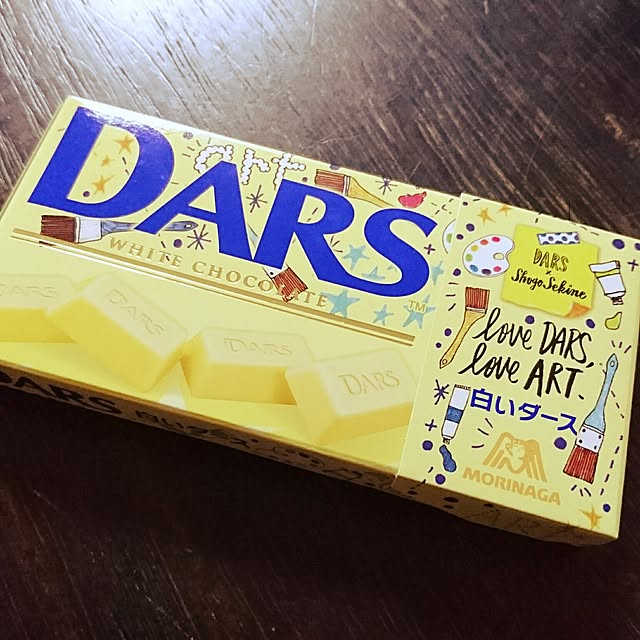 art
DARS
WHITE CHOCOLATE
TM
DARS
DARS
DARS
DARS
DARS
×
Shogo Sekine
love DARS.
love ART.
白いダース
MORINAGA
DARS